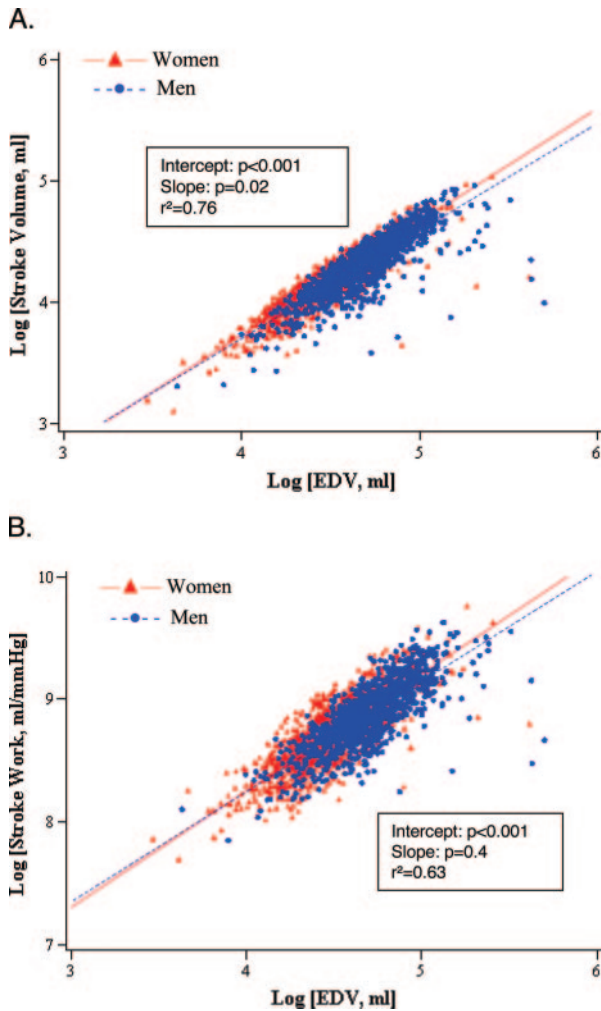 A.
6
Women
Men
Log [Stroke Volume, ml]
Intercept: p<0.001
Slope: p=0.02
r²=0.76
5
4
3
3 4 5 6
Log [EDV, ml]
B.
10
Women
Men
Log [Stroke Work, ml/mmHg]
9
8
Intercept: p<0.001
Slope: p=0.4
r²=0.63
7
3 4 5 6
Log [EDV, ml]